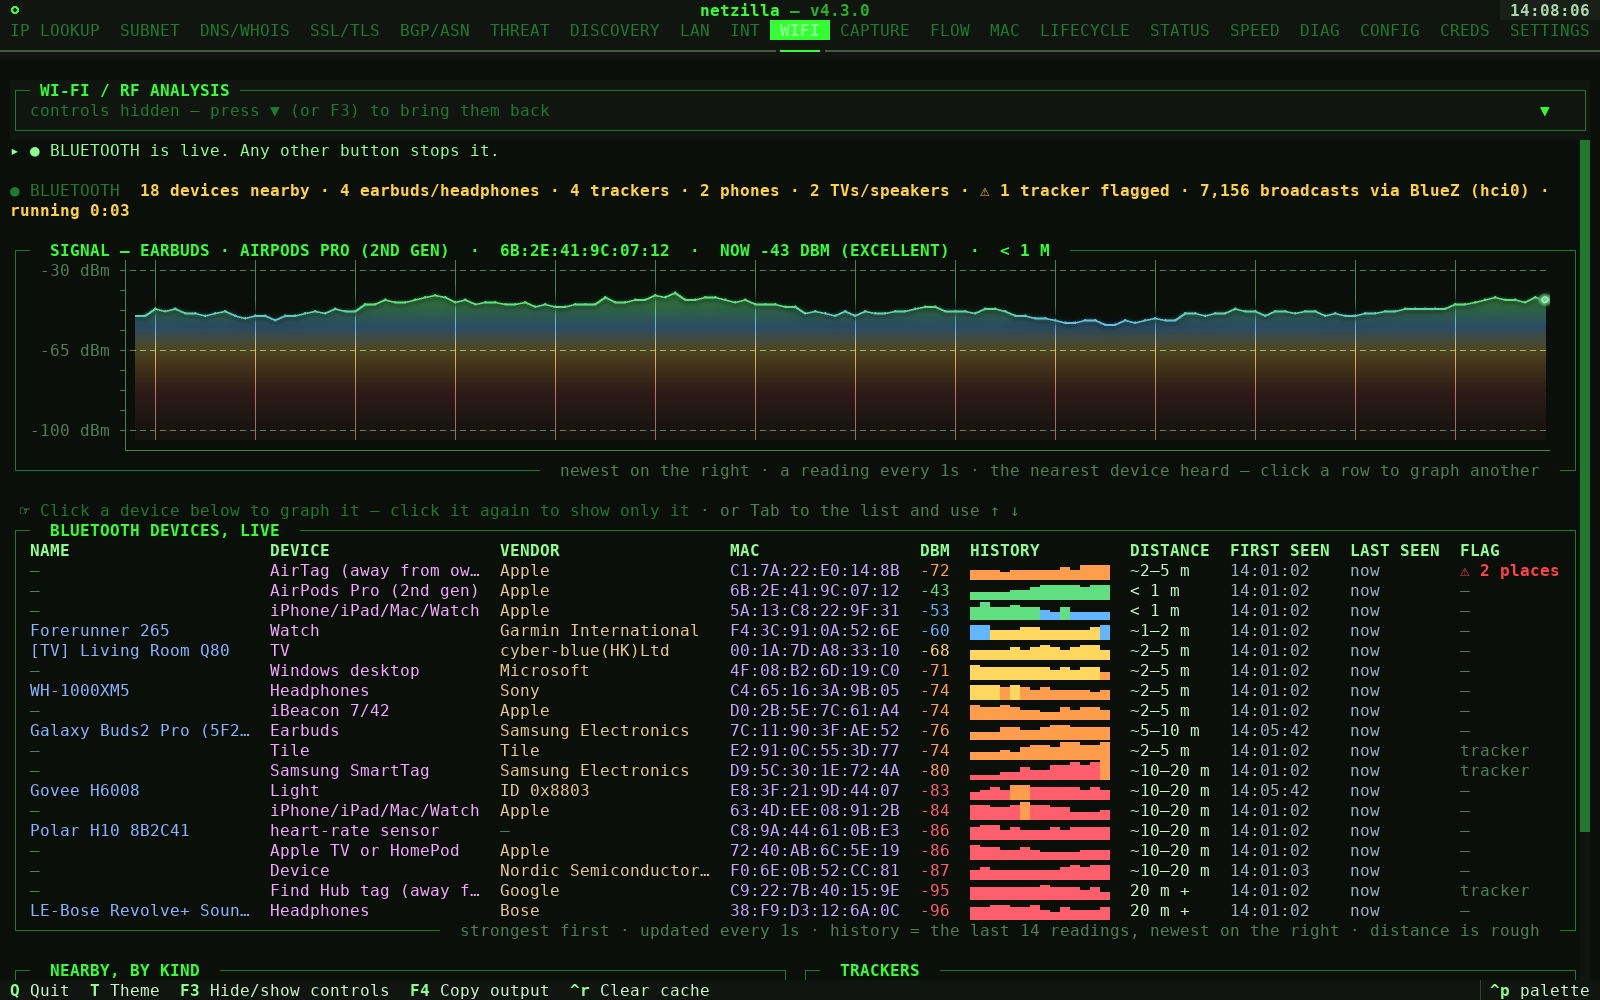 netzilla — v4.3.0 14:08:06
IP LOOKUP SUBNET DNS/WHOIS SSL/TLS BGP/ASN THREAT DISCOVERY LAN INT WIFI CAPTURE FLOW MAC LIFECYCLE STATUS SPEED DIAG CONFIG CREDS SETTINGS
WI-FI / RF ANALYSIS
controls hidden — press ▼ (or F3) to bring them back ▼
▸ ● BLUETOOTH is live. Any other button stops it.
● BLUETOOTH 18 devices nearby · 4 earbuds/headphones · 4 trackers · 2 phones · 2 TVs/speakers · ⚠ 1 tracker flagged · 7,156 broadcasts via BlueZ (hci0) ·
running 0:03
SIGNAL — EARBUDS · AIRPODS PRO (2ND GEN) · 6B:2E:41:9C:07:12 · NOW -43 DBM (EXCELLENT) · < 1 M
-30 dBm
-65 dBm
-100 dBm
newest on the right · a reading every 1s · the nearest device heard — click a row to graph another
☞ Click a device below to graph it — click it again to show only it · or Tab to the list and use ↑ ↓
BLUETOOTH DEVICES, LIVE
NAME DEVICE VENDOR MAC DBM HISTORY DISTANCE FIRST SEEN LAST SEEN FLAG
— AirTag (away from ow… Apple C1:7A:22:E0:14:8B -72 ~2–5 m 14:01:02 now ⚠ 2 places
— AirPods Pro (2nd gen) Apple 6B:2E:41:9C:07:12 -43 < 1 m 14:01:02 now —
— iPhone/iPad/Mac/Watch Apple 5A:13:C8:22:9F:31 -53 < 1 m 14:01:02 now —
Forerunner 265 Watch Garmin International F4:3C:91:0A:52:6E -60 ~1–2 m 14:01:02 now —
[TV] Living Room Q80 TV cyber-blue(HK)Ltd 00:1A:7D:A8:33:10 -68 ~2–5 m 14:01:02 now —
— Windows desktop Microsoft 4F:08:B2:6D:19:C0 -71 ~2–5 m 14:01:02 now —
WH-1000XM5 Headphones Sony C4:65:16:3A:9B:05 -74 ~2–5 m 14:01:02 now —
— iBeacon 7/42 Apple D0:2B:5E:7C:61:A4 -74 ~2–5 m 14:01:02 now —
Galaxy Buds2 Pro (5F2… Earbuds Samsung Electronics 7C:11:90:3F:AE:52 -76 ~5–10 m 14:05:42 now —
— Tile Tile E2:91:0C:55:3D:77 -74 ~2–5 m 14:01:02 now tracker
— Samsung SmartTag Samsung Electronics D9:5C:30:1E:72:4A -80 ~10–20 m 14:01:02 now tracker
Govee H6008 Light ID 0x8803 E8:3F:21:9D:44:07 -83 ~10–20 m 14:05:42 now —
— iPhone/iPad/Mac/Watch Apple 63:4D:EE:08:91:2B -84 ~10–20 m 14:01:02 now —
Polar H10 8B2C41 heart-rate sensor — C8:9A:44:61:0B:E3 -86 ~10–20 m 14:01:02 now —
— Apple TV or HomePod Apple 72:40:AB:6C:5E:19 -86 ~10–20 m 14:01:02 now —
— Device Nordic Semiconductor… F0:6E:0B:52:CC:81 -87 ~10–20 m 14:01:03 now —
— Find Hub tag (away f… Google C9:22:7B:40:15:9E -95 20 m + 14:01:02 now tracker
LE-Bose Revolve+ Soun… Headphones Bose 38:F9:D3:12:6A:0C -96 20 m + 14:01:02 now —
strongest first · updated every 1s · history = the last 14 readings, newest on the right · distance is rough
NEARBY, BY KIND TRACKERS
Q Quit T Theme F3 Hide/show controls F4 Copy output ^r Clear cache ^p palette